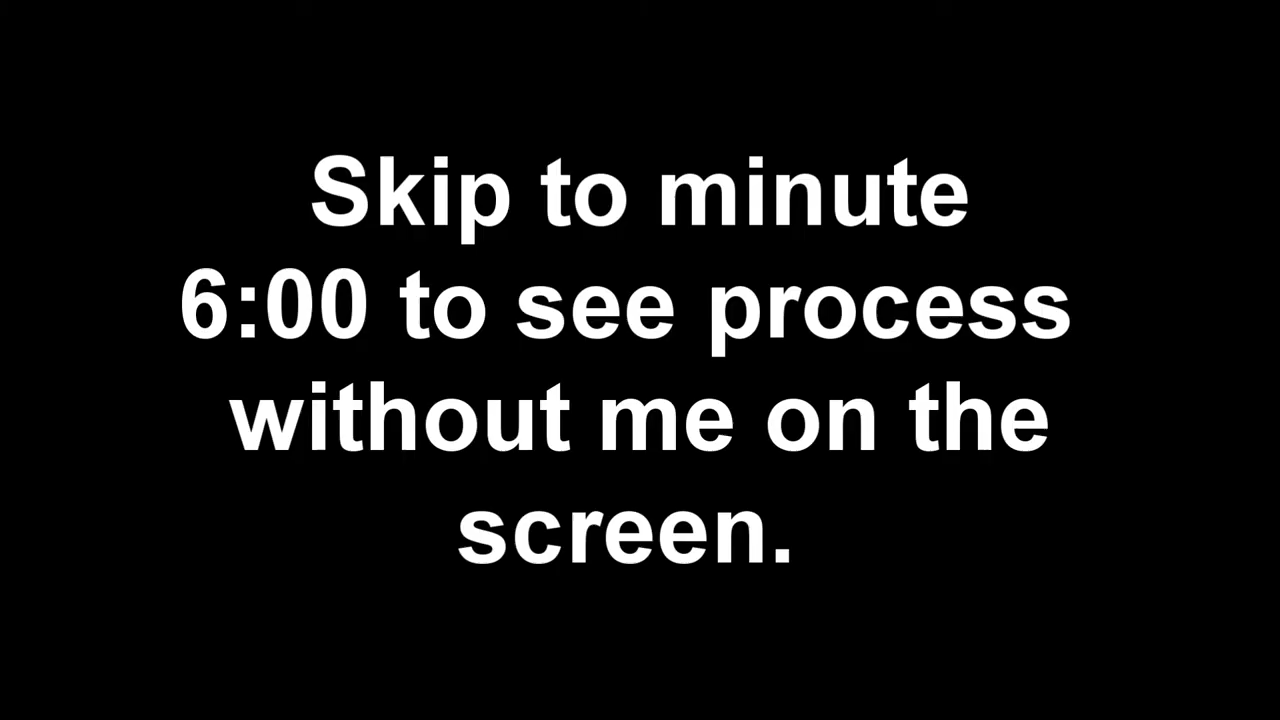 Skip to minute
6:00 to see process
without me on the
screen.